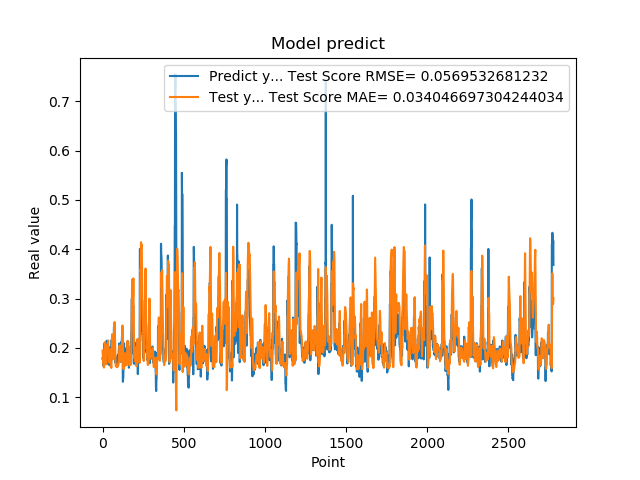 Model predict
Predict y... Test Score RMSE= 0.0569532681232
Test y... Test Score MAE= 0.034046697304244034
Real value
0.7
0.6
0.5
0.4
0.3
0.2
0.1
0 500 1000 1500 2000 2500
Point